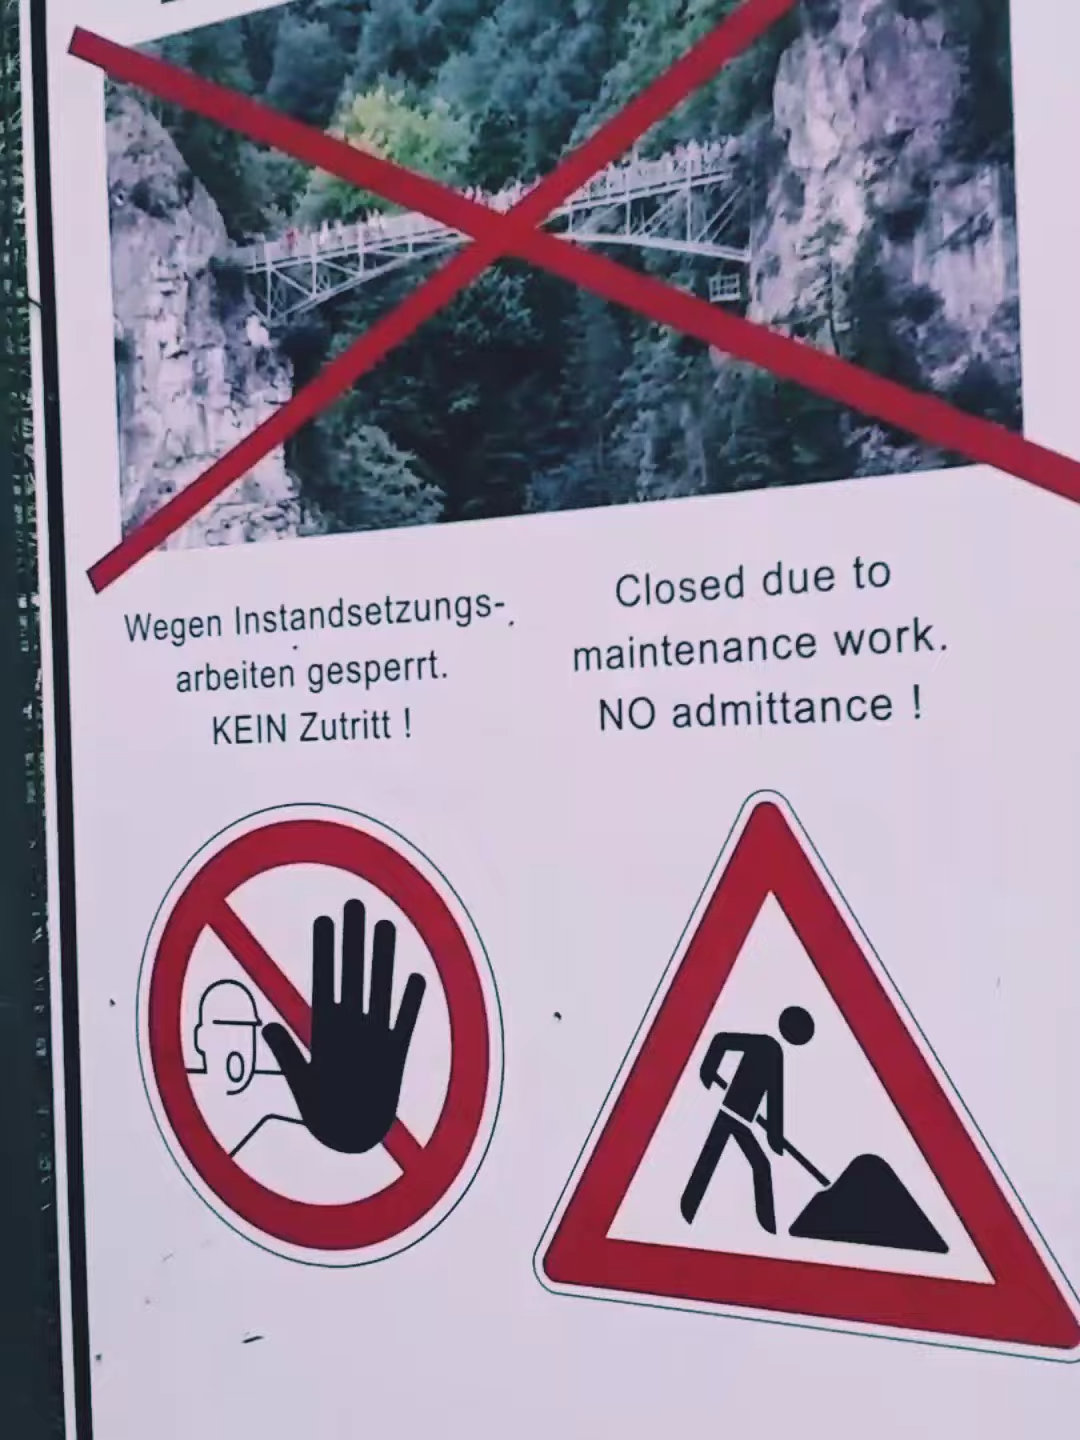 Wegen Instandsetzungs-
arbeiten gesperrt.
KEIN Zutritt !
Closed due to
maintenance work.
NO admittance !